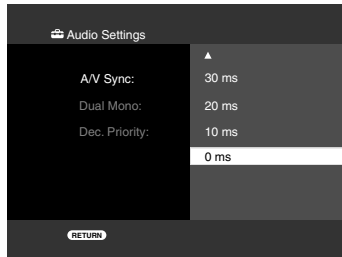 Audio Settings
▲
A/V Sync: 30 ms
Dual Mono: 20 ms
Dec. Priority: 10 ms
0 ms
RETURN